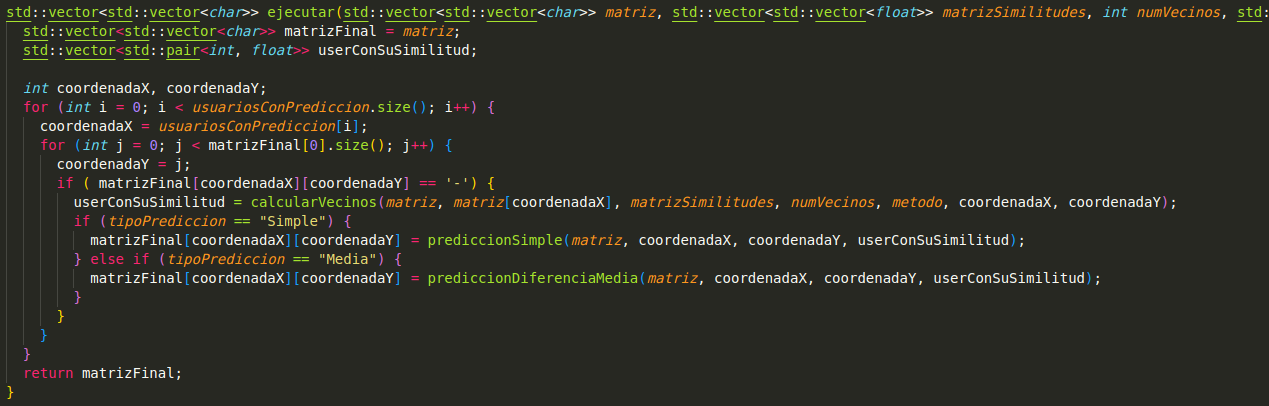 std::vector<std::vector<char>> ejecutar(std::vector<std::vector<char>> matriz, std::vector<std::vector<float>> matrizSimilitudes, int numVecinos, std:
std::vector<std::vector<char>> matrizFinal = matriz;
std::vector<std::pair<int, float>> userConSuSimilitud;
int coordenadaX, coordenadaY;
for (int i = 0; i < usuariosConPrediccion.size(); i++) {
coordenadaX = usuariosConPrediccion[i];
for (int j = 0; j < matrizFinal[0].size(); j++) {
coordenadaY = j;
if ( matrizFinal[coordenadaX][coordenadaY] == '-') {
userConSuSimilitud = calcularVecinos(matriz, matriz[coordenadaX], matrizSimilitudes, numVecinos, metodo, coordenadaX, coordenadaY);
if (tipoPrediccion == "Simple") {
matrizFinal[coordenadaX][coordenadaY] = prediccionSimple(matriz, coordenadaX, coordenadaY, userConSuSimilitud);
} else if (tipoPrediccion == "Media") {
matrizFinal[coordenadaX][coordenadaY] = prediccionDiferenciaMedia(matriz, coordenadaX, coordenadaY, userConSuSimilitud);
}
}
}
}
return matrizFinal;
}